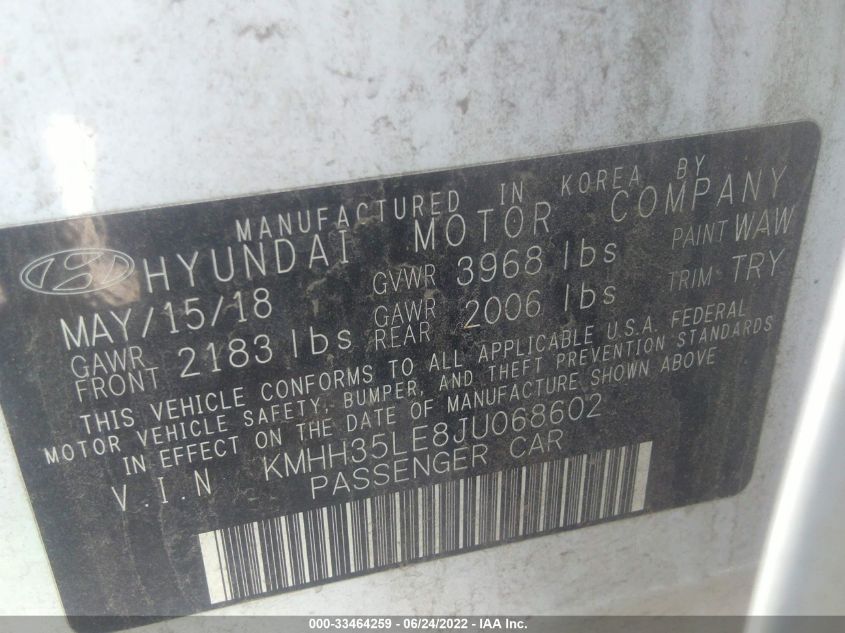 MANUFACTURED IN KOREA BY
HYUNDAI MOTOR COMPANY
MAY/15/18 GVWR 3968 lbs PAINT WAW
GAWR FRONT 2183 lbs GAWR REAR 2006 lbs TRIM TRY
THIS VEHICLE CONFORMS TO ALL APPLICABLE U.S.A. FEDERAL
MOTOR VEHICLE SAFETY, BUMPER, AND THEFT PREVENTION STANDARDS
IN EFFECT ON THE DATE OF MANUFACTURE SHOWN ABOVE
V.I.N KMHH35LE8JU068602
PASSENGER CAR
000-33464259 - 06/24/2022 - IAA Inc.